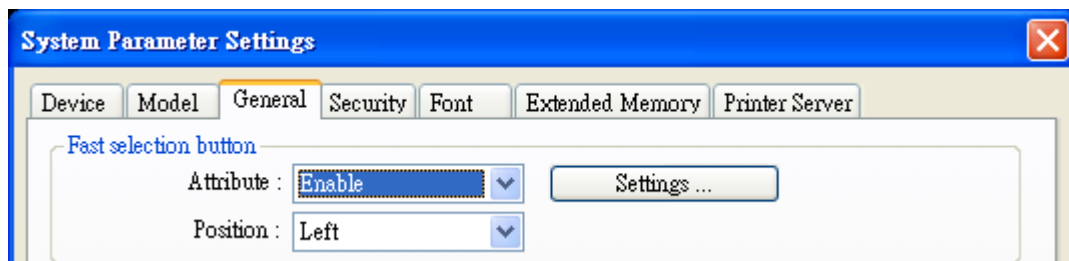 System Parameter Settings
Device Model General Security Font Extended Memory Printer Server
Fast selection button
Attribute : Enable Settings ...
Position : Left